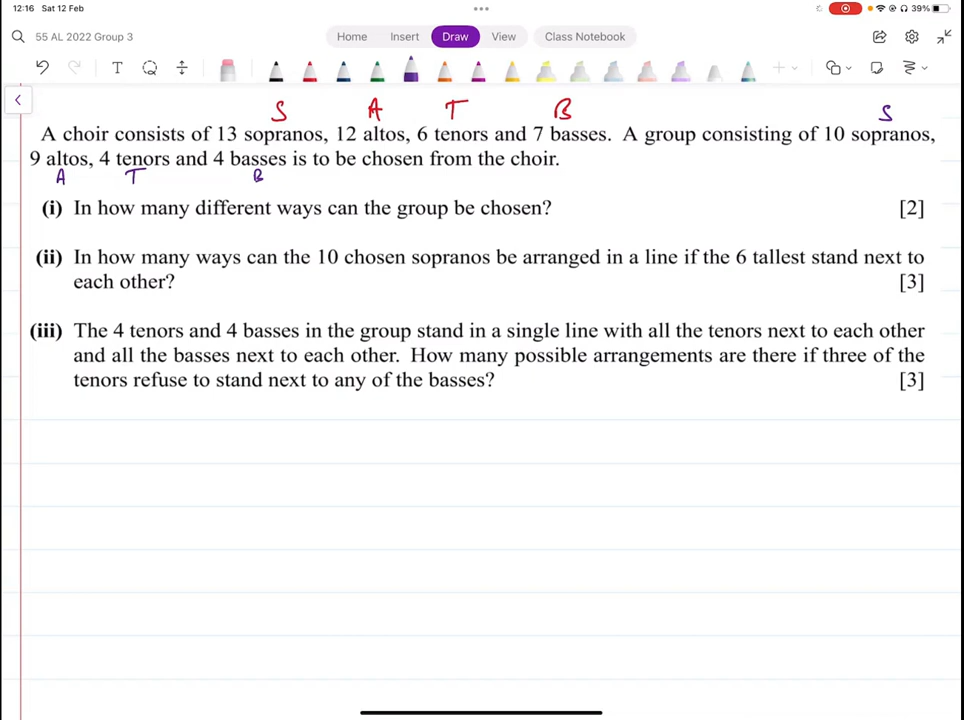 12:16 Sat 12 Feb
39%
55 AL 2022 Group 3
Home Insert Draw View Class Notebook
T
S A T B S
A choir consists of 13 sopranos, 12 altos, 6 tenors and 7 basses. A group consisting of 10 sopranos,
9 altos, 4 tenors and 4 basses is to be chosen from the choir.
A T B
(i) In how many different ways can the group be chosen? [2]
(ii) In how many ways can the 10 chosen sopranos be arranged in a line if the 6 tallest stand next to
each other? [3]
(iii) The 4 tenors and 4 basses in the group stand in a single line with all the tenors next to each other
and all the basses next to each other. How many possible arrangements are there if three of the
tenors refuse to stand next to any of the basses? [3]